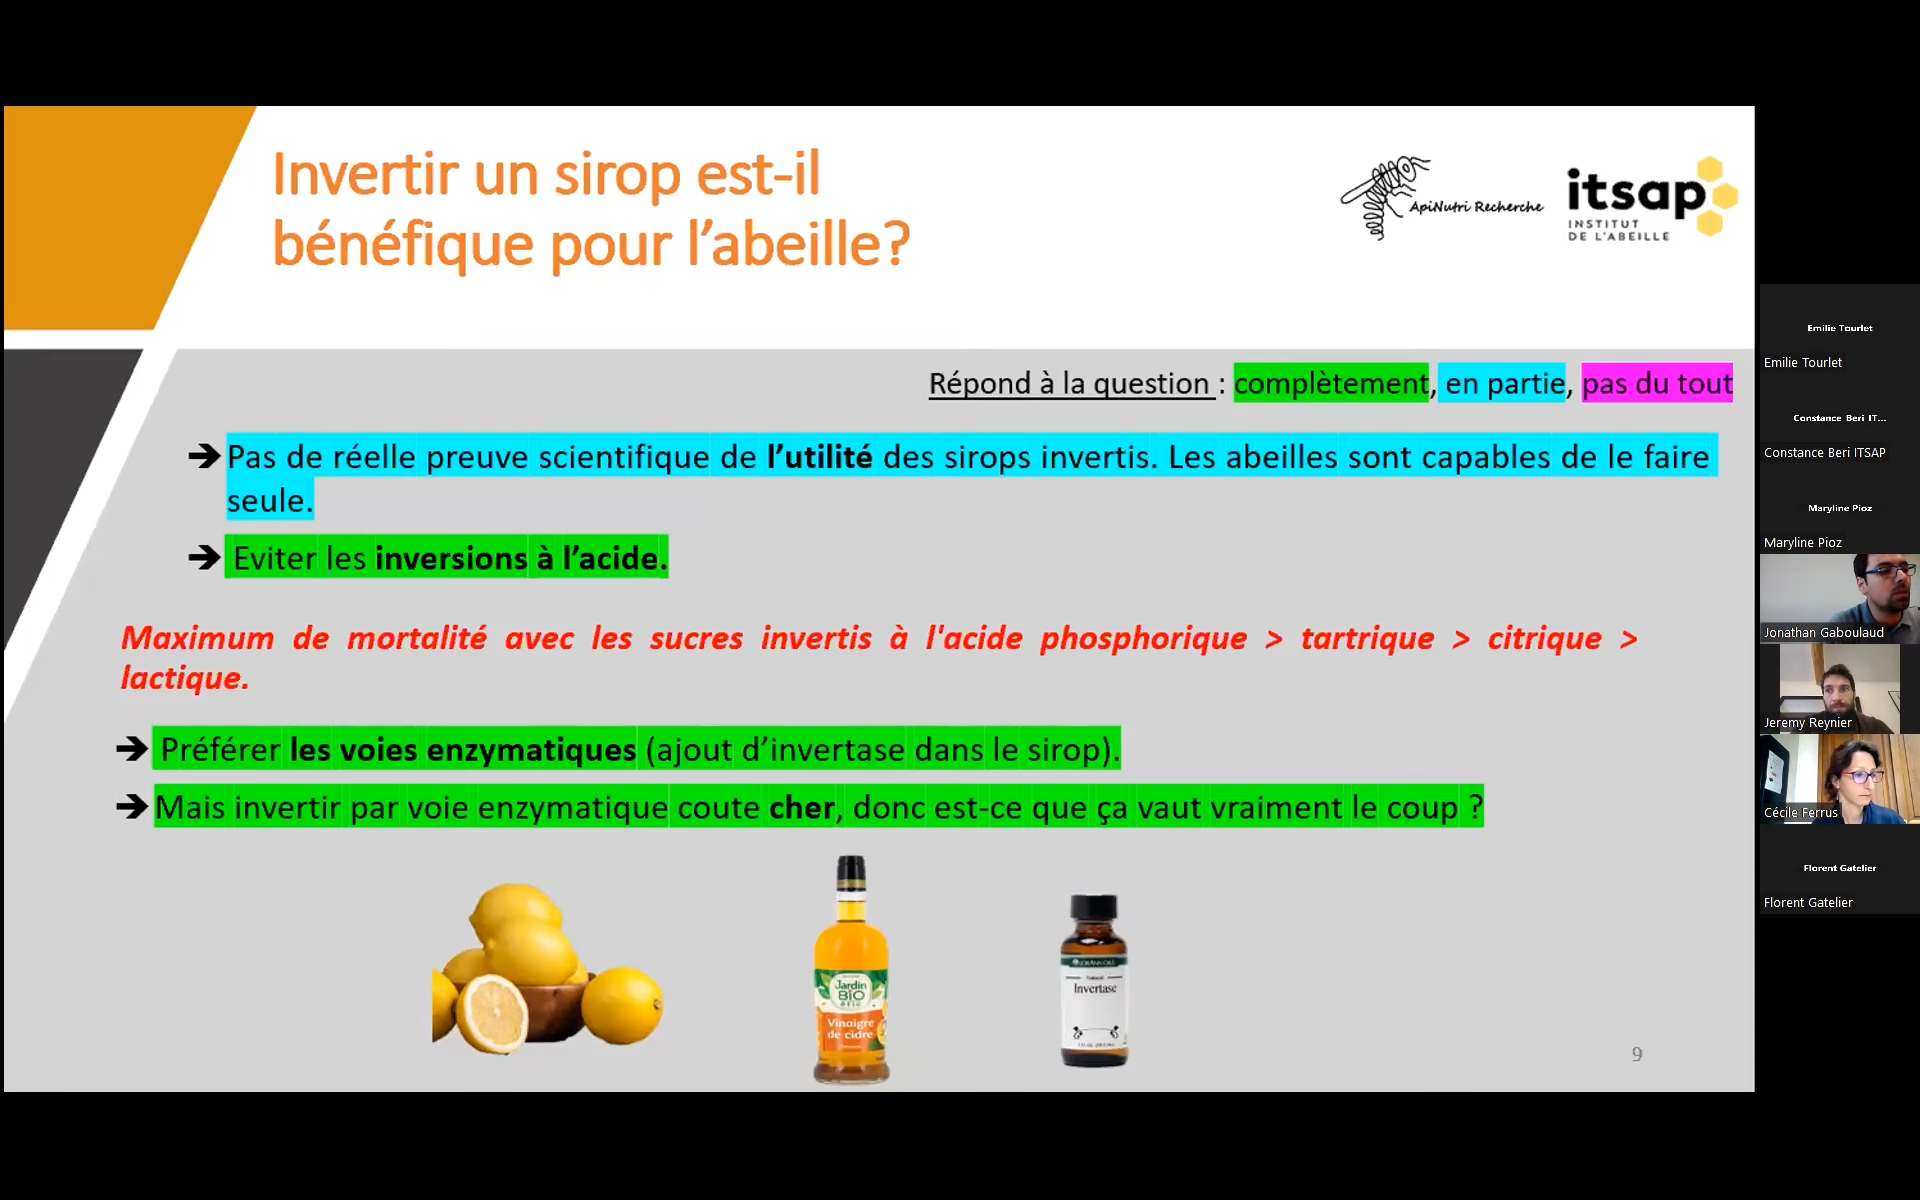 Invertir un sirop est-il
bénéfique pour l'abeille?
ApiNutri Recherche
itsap
INSTITUT
DE L'ABEILLE
Répond à la question : complètement, en partie, pas du tout
➔ Pas de réelle preuve scientifique de l'utilité des sirops invertis. Les abeilles sont capables de le faire
seule.
➔ Eviter les inversions à l'acide.
Maximum de mortalité avec les sucres invertis à l'acide phosphorique > tartrique > citrique >
lactique.
➔ Préférer les voies enzymatiques (ajout d'invertase dans le sirop).
➔ Mais invertir par voie enzymatique coute cher, donc est-ce que ça vaut vraiment le coup ?
Jardin
BiO
Vinaigre
de cidre
LORANN OILS
Natural
Invertase
9
Emilie Tourlet
Emilie Tourlet
Constance Beri IT...
Constance Beri ITSAP
Maryline Pioz
Maryline Pioz
Jonathan Gaboulaud
Jeremy Reynier
Cécile Ferrus
Florent Gatelier
Florent Gatelier